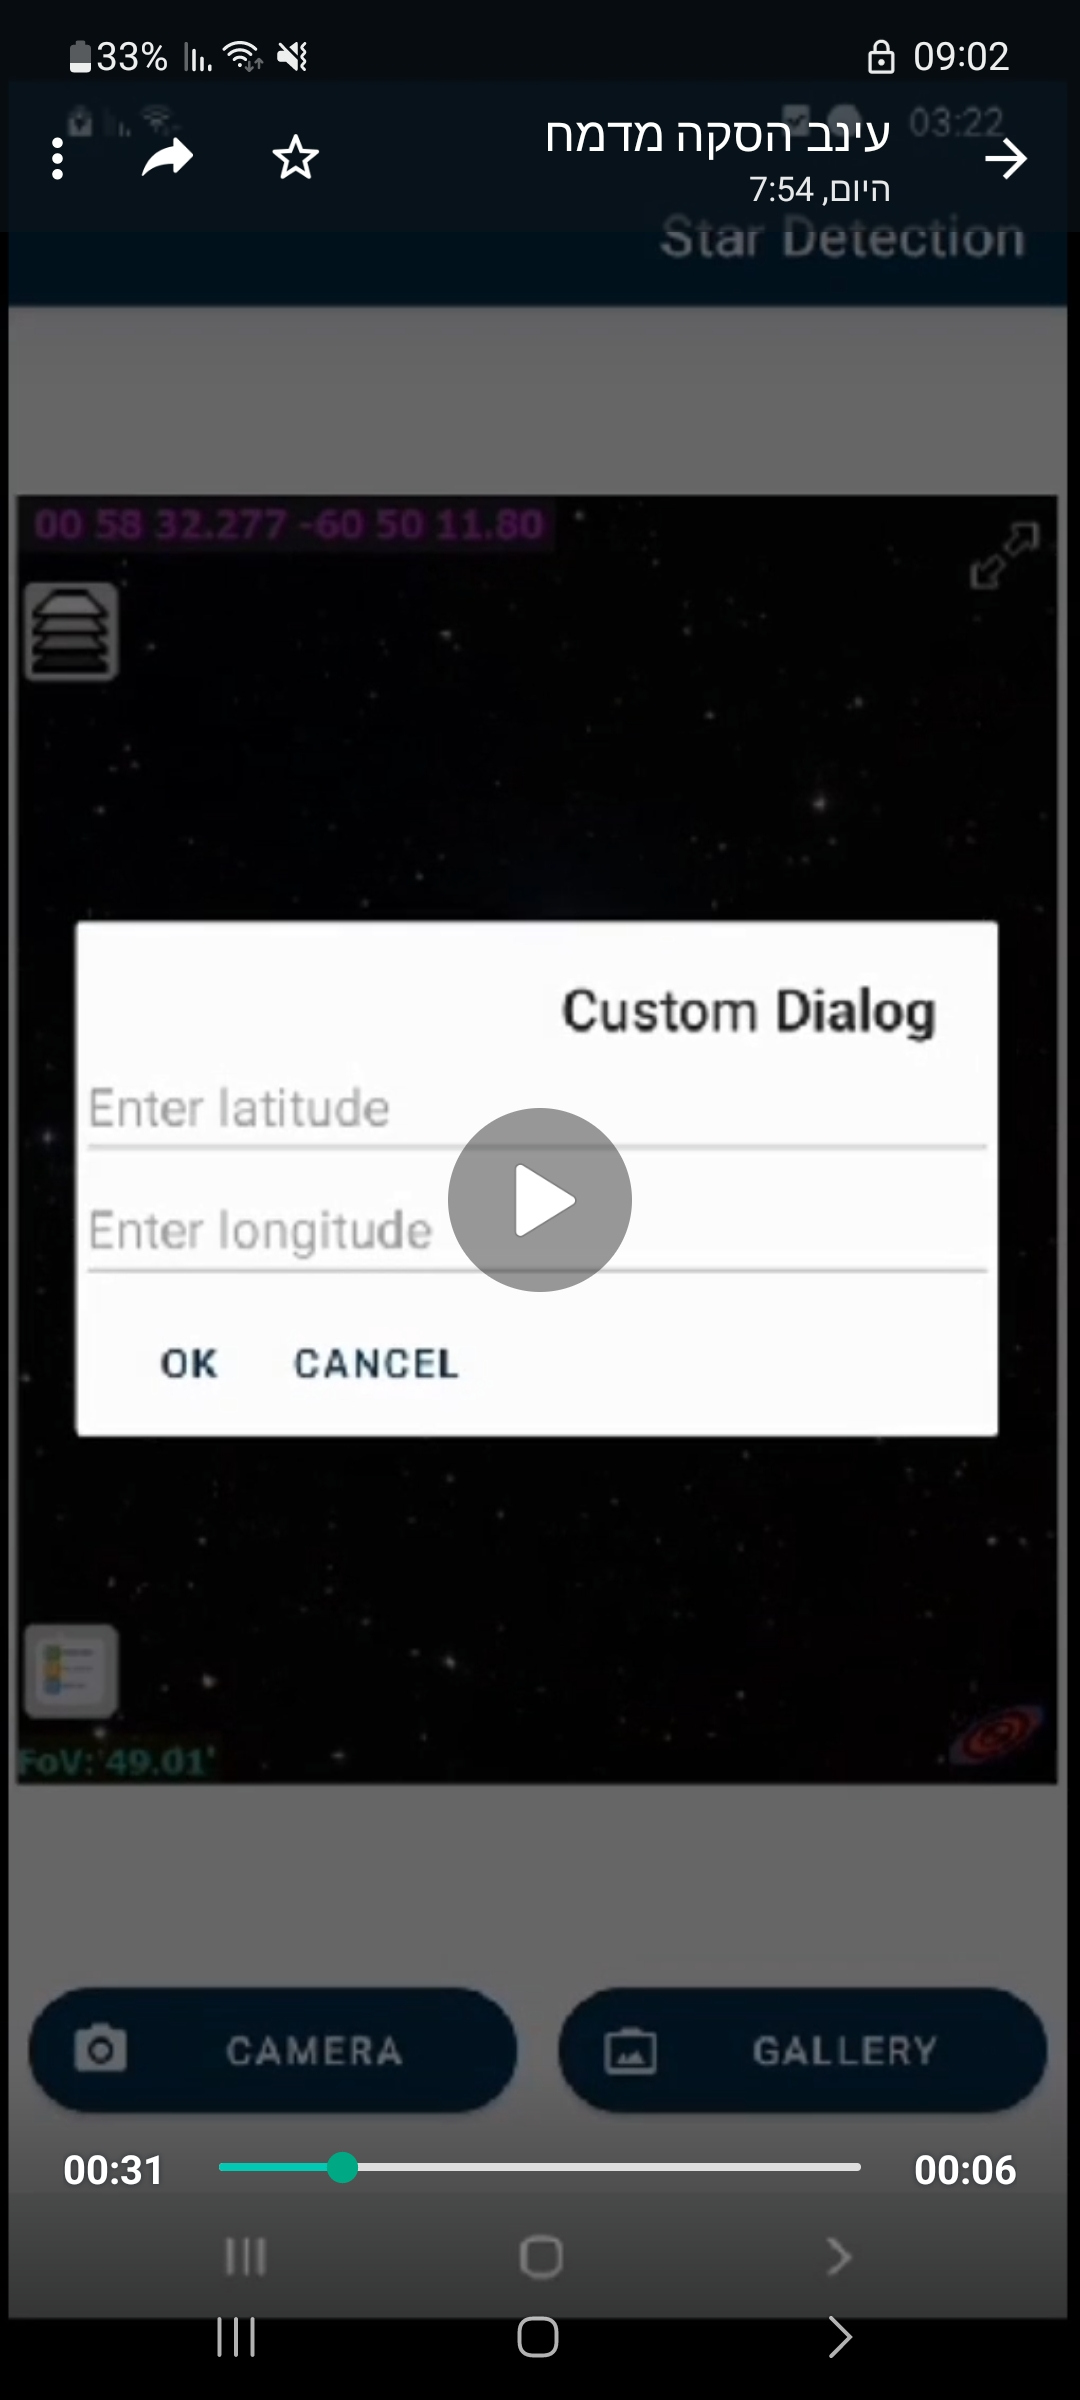 33%
09:02
03:22
עינב הסקה מדמח
היום, 7:54
Star Detection
00 58 32.277 -60 50 11.80
Custom Dialog
Enter latitude
Enter longitude
OK CANCEL
FoV: 49.01'
CAMERA GALLERY
00:31 00:06